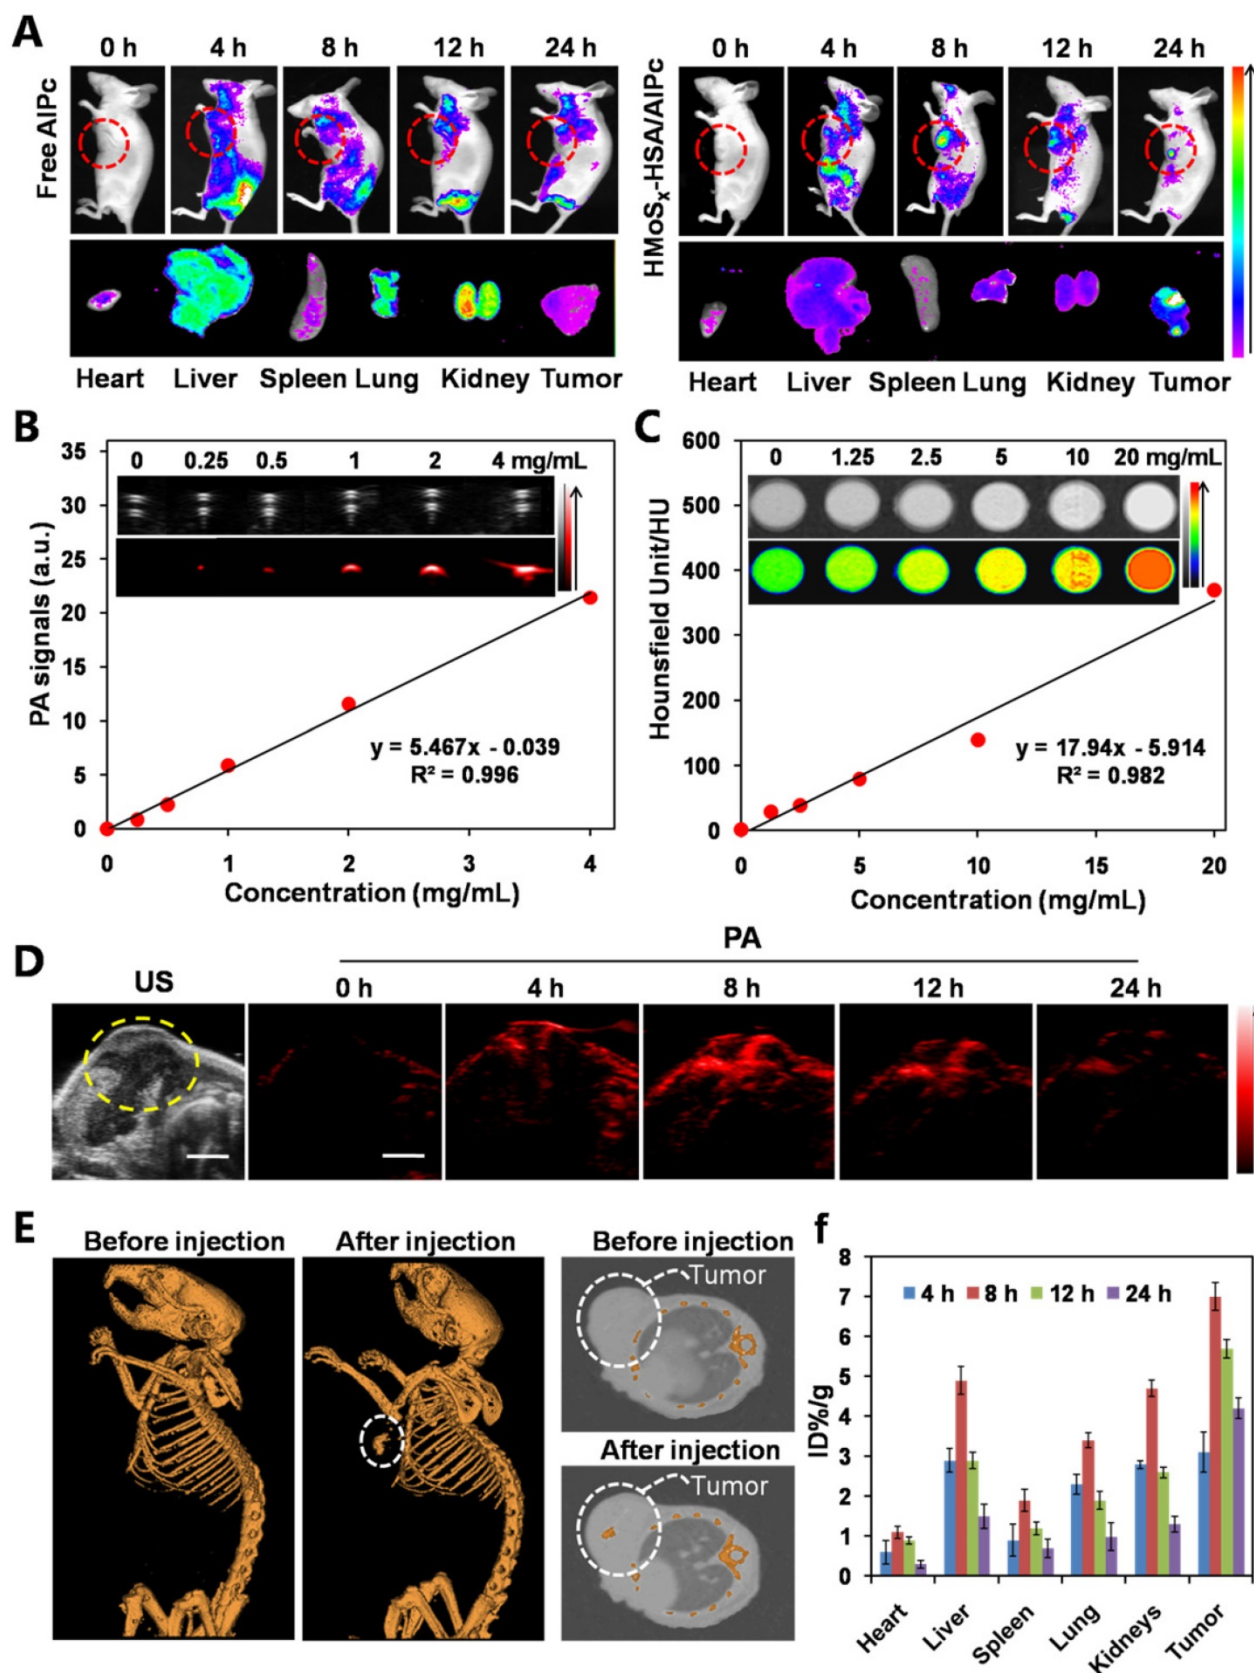 A
0 h 4 h 8 h 12 h 24 h
Free AlPc
Heart Liver Spleen Lung Kidney Tumor
0 h 4 h 8 h 12 h 24 h
HMoSx-HSA/AlPc
Heart Liver Spleen Lung Kidney Tumor
B
35
30
25
20
15
10
5
0
PA signals (a.u.)
0 0.25 0.5 1 2 4 mg/mL
y = 5.467x - 0.039
R² = 0.996
0 1 2 3 4
Concentration (mg/mL)
C
600
500
400
300
200
100
0
Hounsfield Unit/HU
0 1.25 2.5 5 10 20 mg/mL
y = 17.94x - 5.914
R² = 0.982
0 5 10 15 20
Concentration (mg/mL)
D
PA
US 0 h 4 h 8 h 12 h 24 h
E
Before injection
After injection
Before injection
Tumor
After injection
Tumor
f
8
7
6
5
4
3
2
1
0
ID%/g
4 h 8 h 12 h 24 h
Heart Liver Spleen Lung Kidneys Tumor